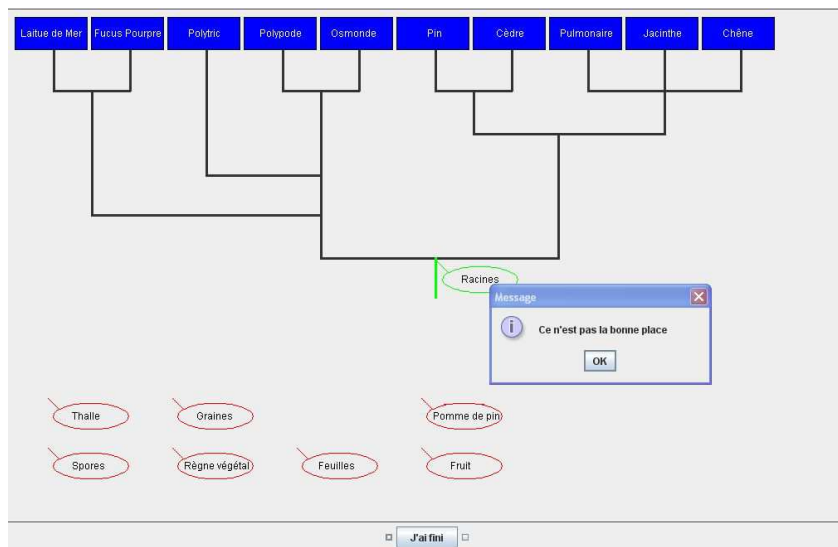 Laitue de Mer Fucus Pourpre Polytric Polypode Osmonde Pin Cèdre Pulmonaire Jacinthe Chêne
Racines
Message
Ce n'est pas la bonne place
OK
Thalle Graines Pomme de pin
Spores Règne végétal Feuilles Fruit
J'ai fini